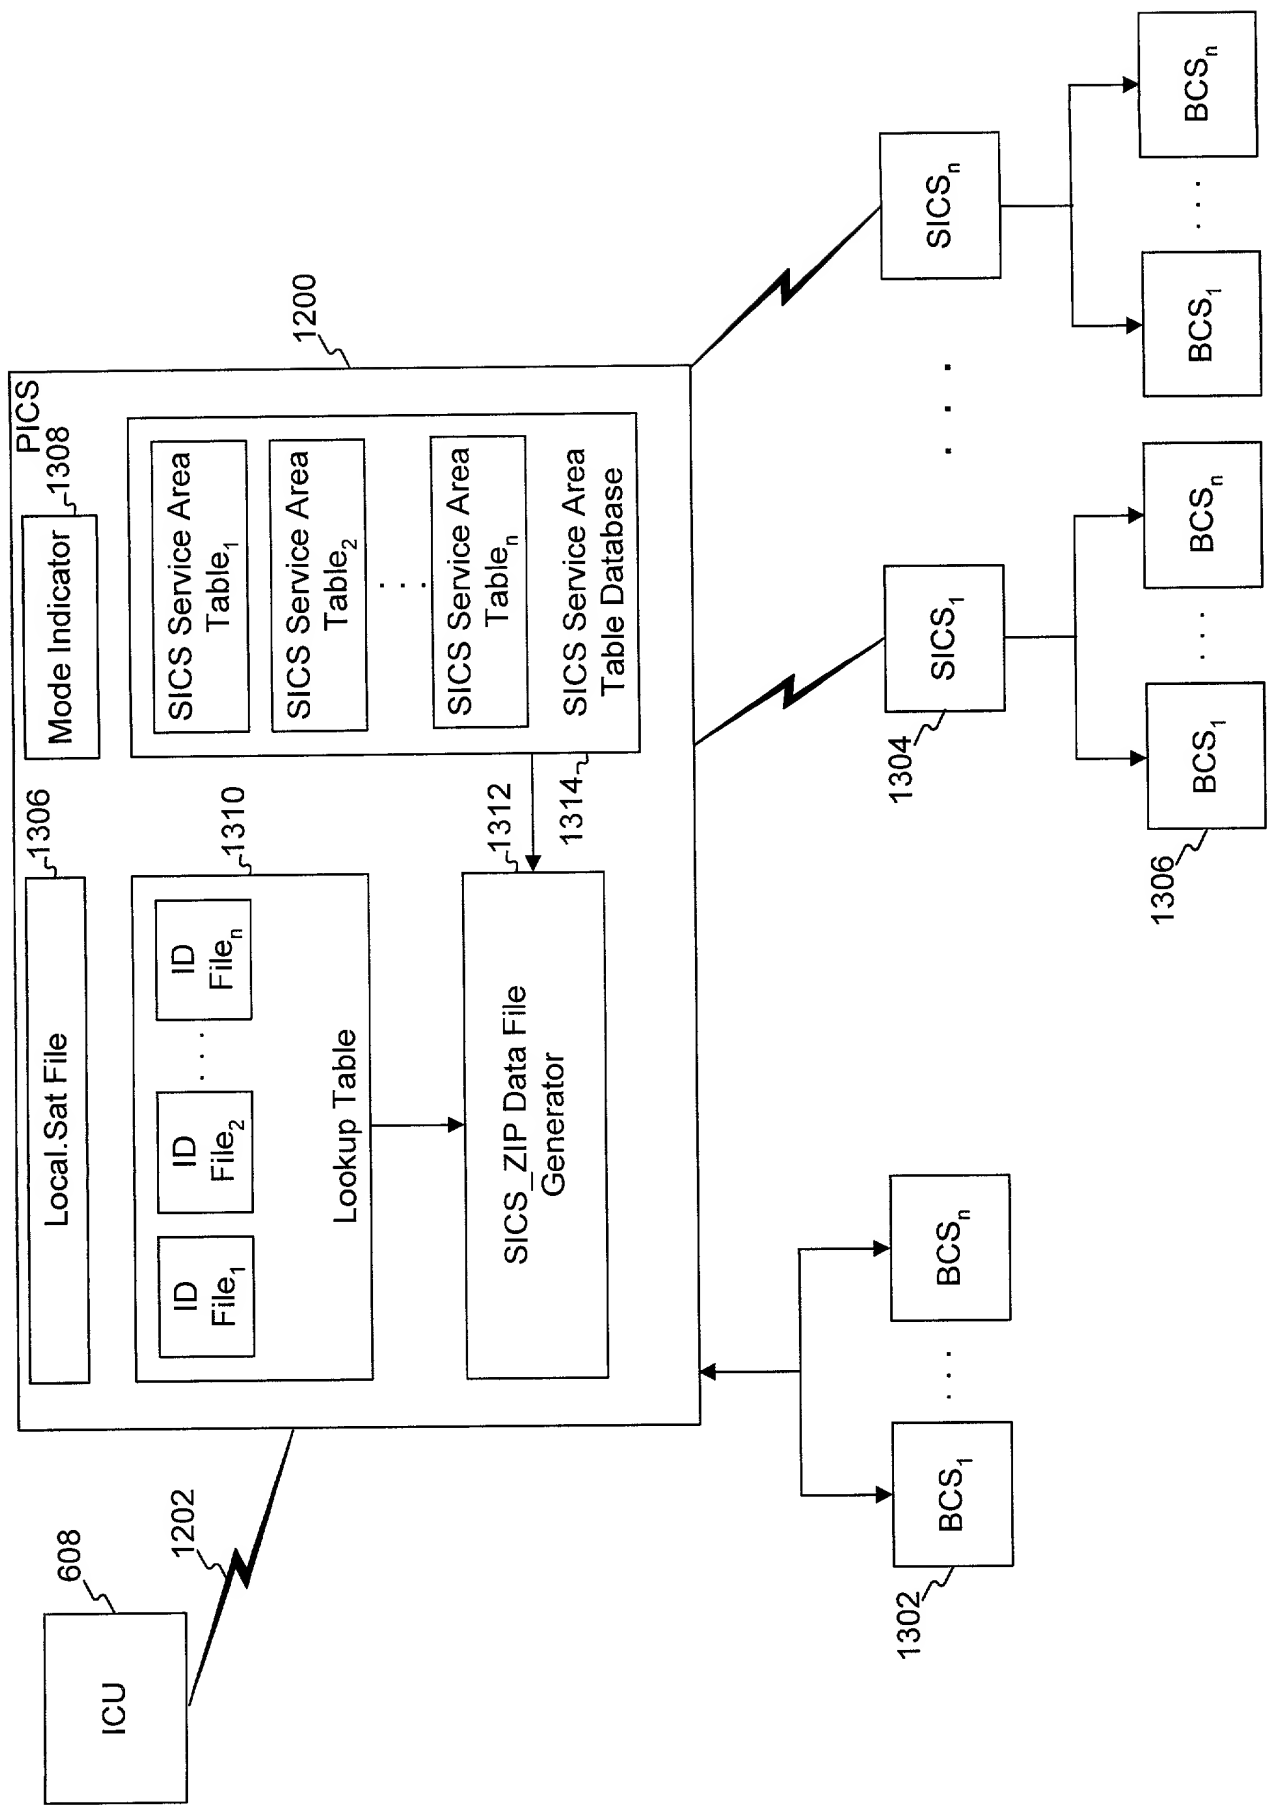 ICU
608
1202
PICS
1200
Local.Sat File
1306
Mode Indicator
1308
ID
File1
ID
File2
. . .
ID
Filen
Lookup Table
1310
SICS Service Area
Table1
SICS Service Area
Table2
. . .
SICS Service Area
Tablen
SICS Service Area
Table Database
1314
SICS_ZIP Data File
Generator
1312
BCS1
. . .
BCSn
1302
SICS1
1304
. . .
SICSn
BCS1
. . .
BCSn
1306
BCS1
. . .
BCSn